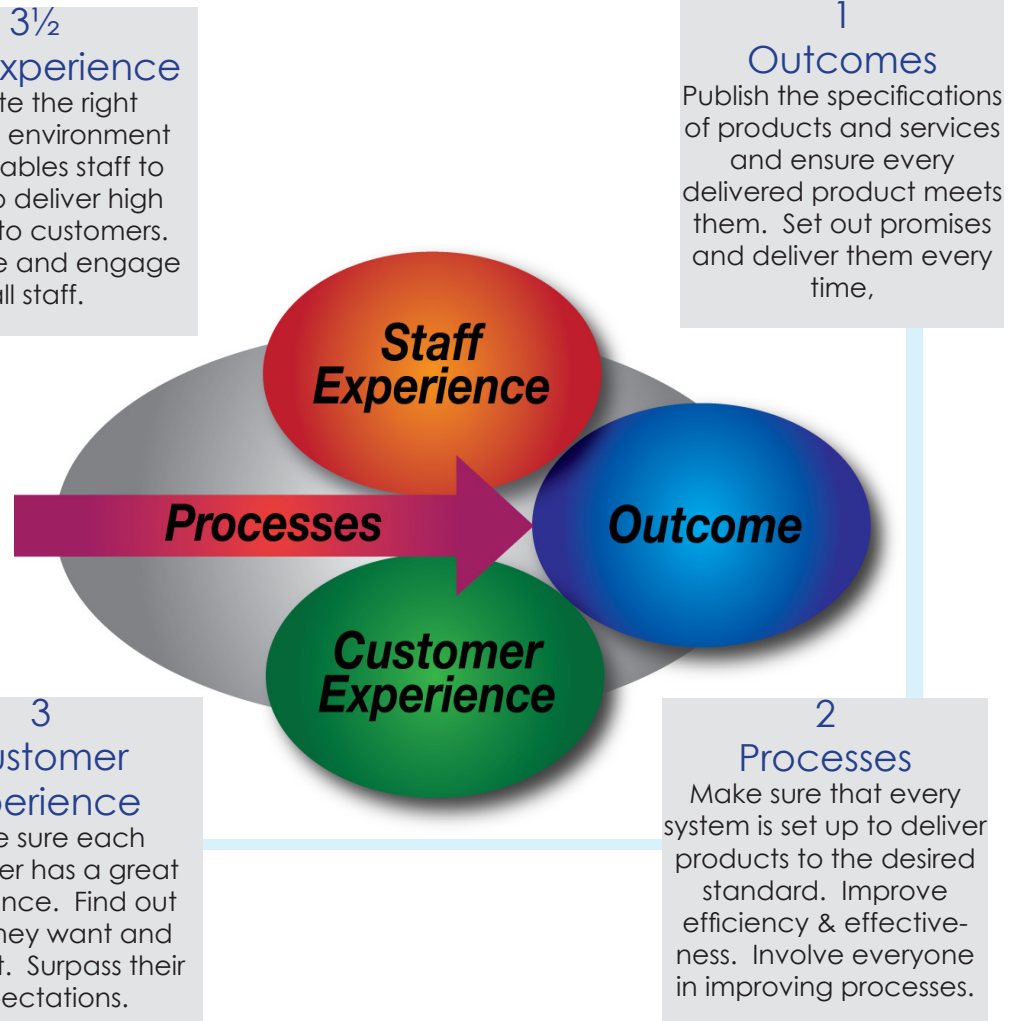 3½
xperience
te the right
environment
ables staff to
o deliver high
to customers.
e and engage
ll staff.
1
Outcomes
Publish the specifications
of products and services
and ensure every
delivered product meets
them. Set out promises
and deliver them every
time,
Staff
Experience
Processes
Outcome
Customer
Experience
3
ustomer
perience
e sure each
er has a great
ence. Find out
hey want and
t. Surpass their
pectations.
2
Processes
Make sure that every
system is set up to deliver
products to the desired
standard. Improve
efficiency & effective-
ness. Involve everyone
in improving processes.